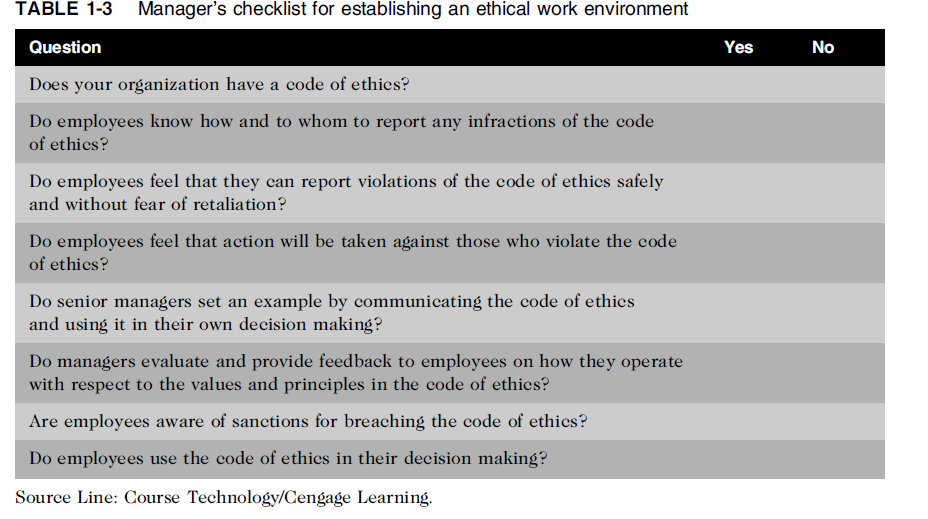 TABLE 1-3 Manager's checklist for establishing an ethical work environment
Question Yes No
Does your organization have a code of ethics?
Do employees know how and to whom to report any infractions of the code
of ethics?
Do employees feel that they can report violations of the code of ethics safely
and without fear of retaliation?
Do employees feel that action will be taken against those who violate the code
of ethics?
Do senior managers set an example by communicating the code of ethics
and using it in their own decision making?
Do managers evaluate and provide feedback to employees on how they operate
with respect to the values and principles in the code of ethics?
Are employees aware of sanctions for breaching the code of ethics?
Do employees use the code of ethics in their decision making?
Source Line: Course Technology/Cengage Learning.